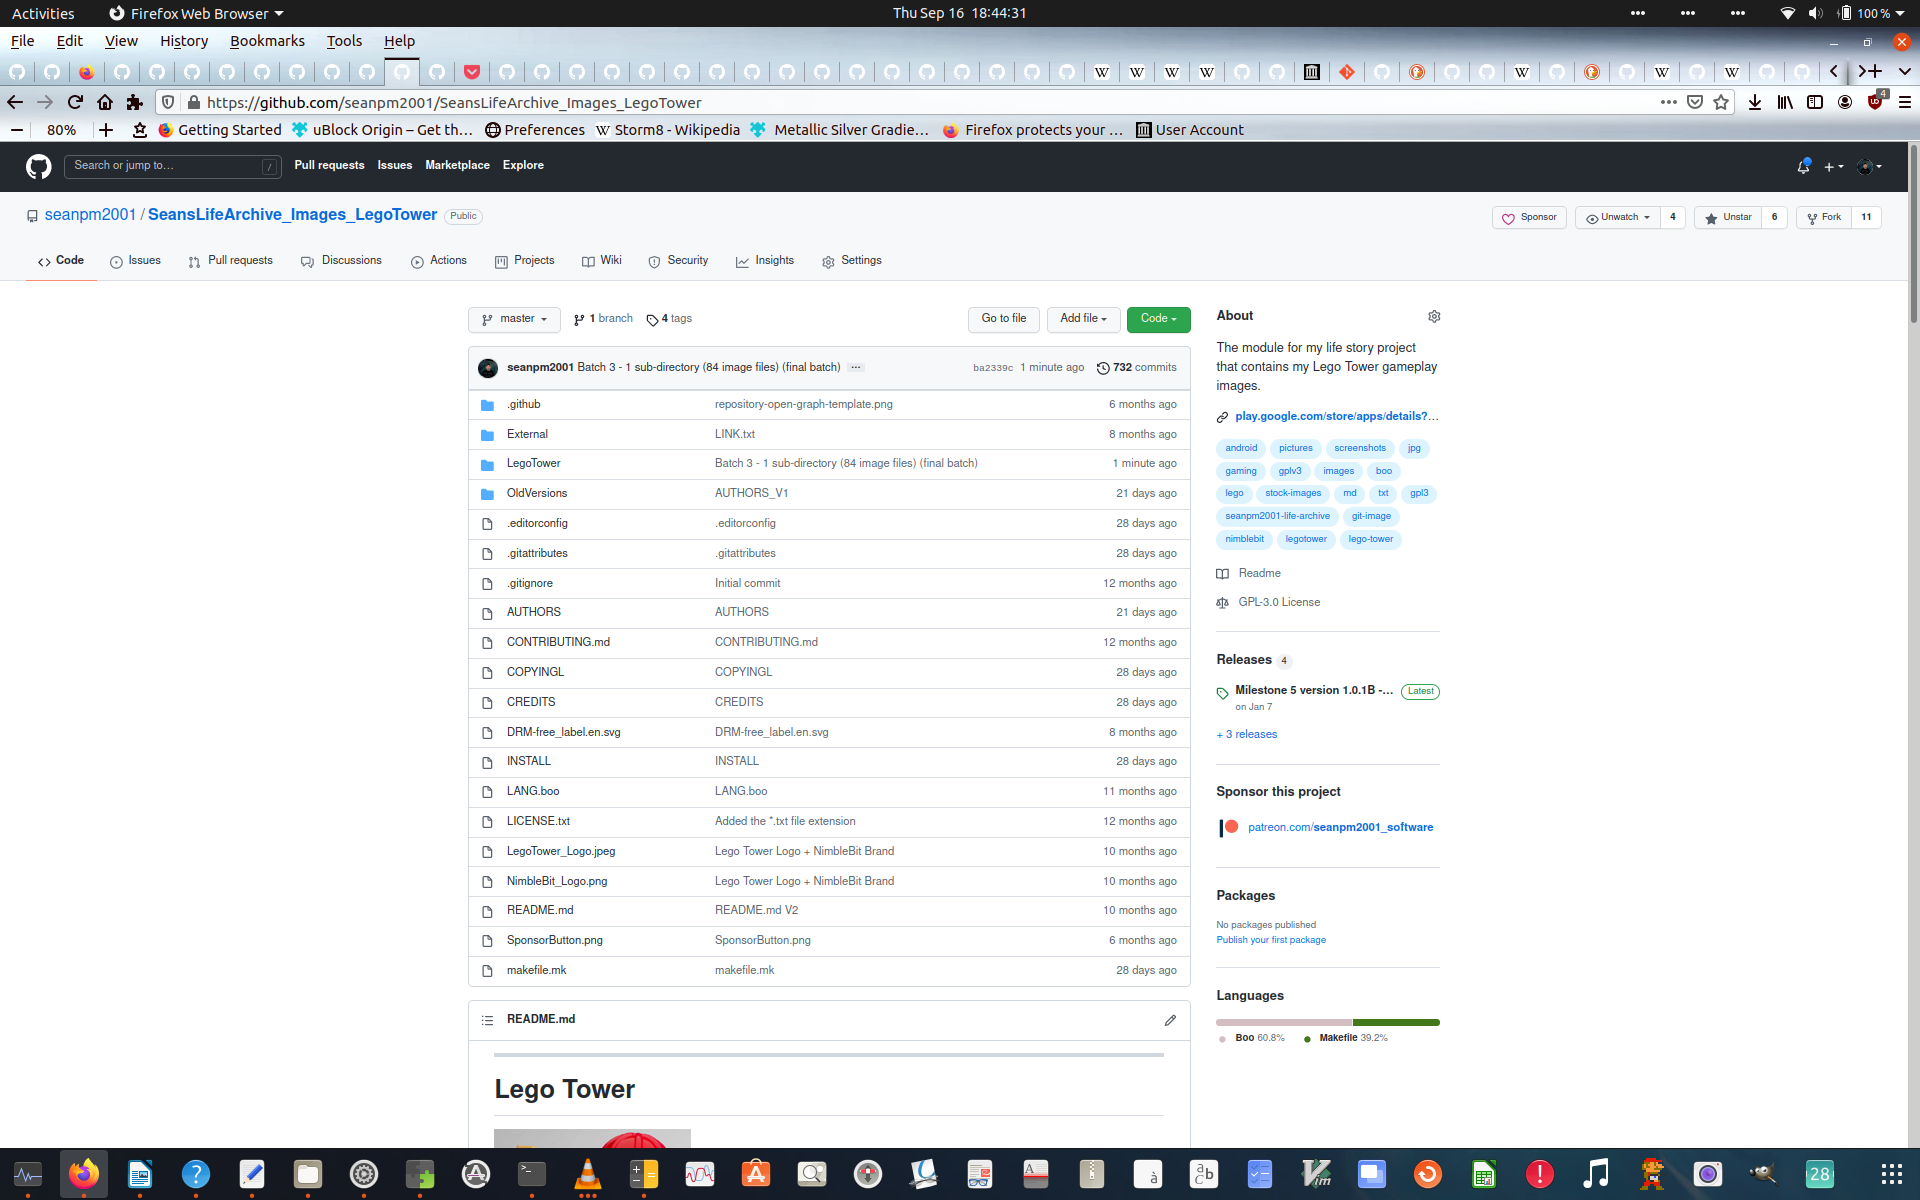 Activities Firefox Web Browser Thu Sep 16 18:44:31 100 %
File Edit View History Bookmarks Tools Help
https://github.com/seanpm2001/SeansLifeArchive_Images_LegoTower 4
80% Getting Started uBlock Origin – Get th… Preferences Storm8 - Wikipedia Metallic Silver Gradie… Firefox protects your … User Account
Search or jump to… / Pull requests Issues Marketplace Explore
seanpm2001 / SeansLifeArchive_Images_LegoTower Public Sponsor Unwatch 4 Unstar 6 Fork 11
Code Issues Pull requests Discussions Actions Projects Wiki Security Insights Settings
master 1 branch 4 tags Go to file Add file Code
seanpm2001 Batch 3 - 1 sub-directory (84 image files) (final batch) ... ba2339c 1 minute ago 732 commits
.github repository-open-graph-template.png 6 months ago
External LINK.txt 8 months ago
LegoTower Batch 3 - 1 sub-directory (84 image files) (final batch) 1 minute ago
OldVersions AUTHORS_V1 21 days ago
.editorconfig .editorconfig 28 days ago
.gitattributes .gitattributes 28 days ago
.gitignore Initial commit 12 months ago
AUTHORS AUTHORS 21 days ago
CONTRIBUTING.md CONTRIBUTING.md 12 months ago
COPYINGL COPYINGL 28 days ago
CREDITS CREDITS 28 days ago
DRM-free_label.en.svg DRM-free_label.en.svg 8 months ago
INSTALL INSTALL 28 days ago
LANG.boo LANG.boo 11 months ago
LICENSE.txt Added the *.txt file extension 12 months ago
LegoTower_Logo.jpeg Lego Tower Logo + NimbleBit Brand 10 months ago
NimbleBit_Logo.png Lego Tower Logo + NimbleBit Brand 10 months ago
README.md README.md V2 10 months ago
SponsorButton.png SponsorButton.png 6 months ago
makefile.mk makefile.mk 28 days ago
README.md
Lego Tower
About
The module for my life story project
that contains my Lego Tower gameplay
images.
play.google.com/store/apps/details?…
android pictures screenshots jpg
gaming gplv3 images boo
lego stock-images md txt gpl3
seanpm2001-life-archive git-image
nimblebit legotower lego-tower
Readme
GPL-3.0 License
Releases 4
Milestone 5 version 1.0.1B -... Latest
on Jan 7
+ 3 releases
Sponsor this project
patreon.com/seanpm2001_software
Packages
No packages published
Publish your first package
Languages
Boo 60.8% Makefile 39.2%
28